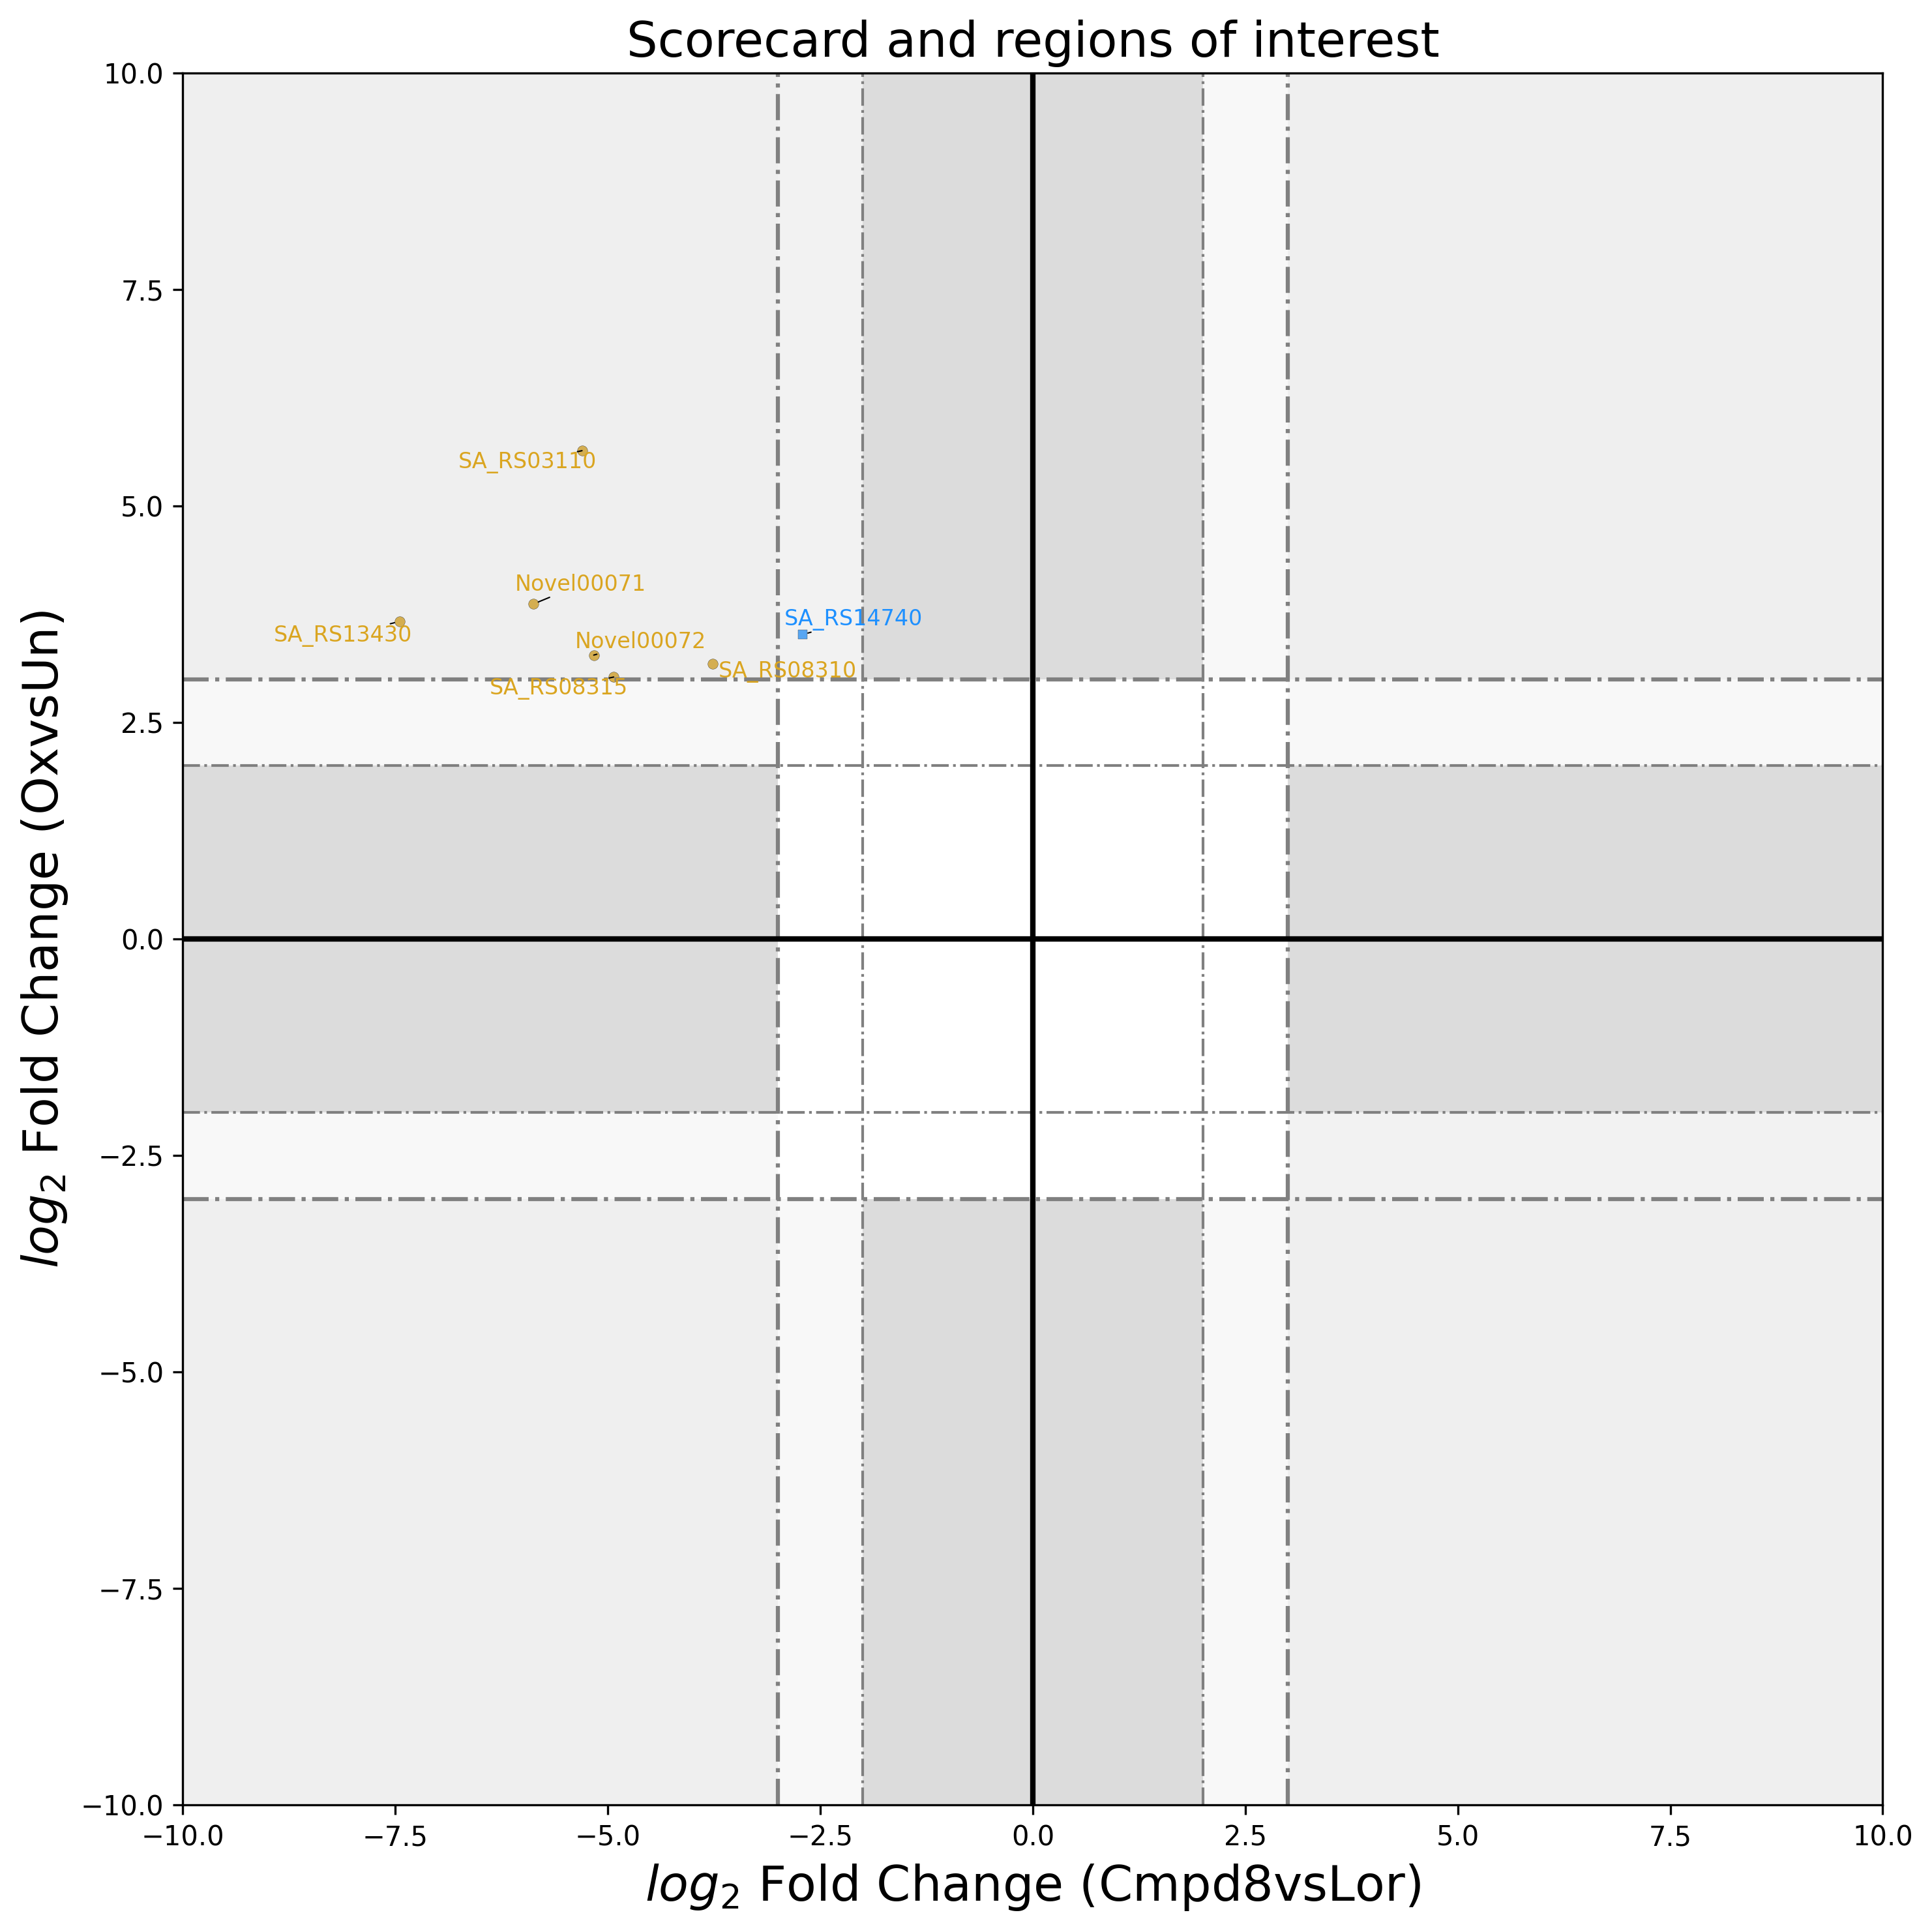 Scorecard and regions of interest
10.0
7.5
5.0
2.5
0.0
−2.5
−5.0
−7.5
−10.0
log2 Fold Change (OxvsUn)
SA_RS03110
Novel00071
SA_RS14740
SA_RS13430
Novel00072
SA_RS08310
SA_RS08315
−10.0 −7.5 −5.0 −2.5 0.0 2.5 5.0 7.5 10.0
log2 Fold Change (Cmpd8vsLor)